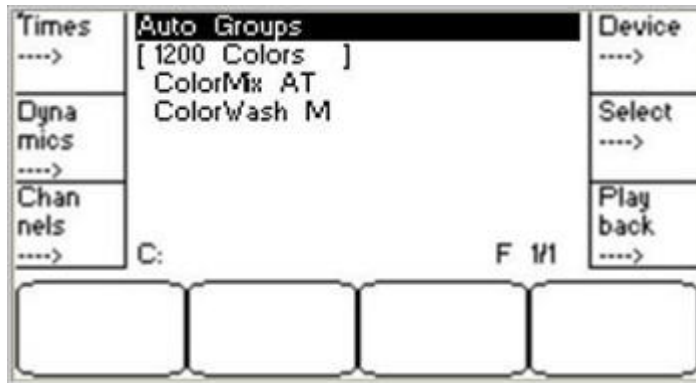 Times
---->
Dyna
mics
---->
Chan
nels
---->
Auto Groups
[ 1200 Colors ]
ColorMix AT
ColorWash M
C:
F 1/1
Device
---->
Select
---->
Play
back
---->